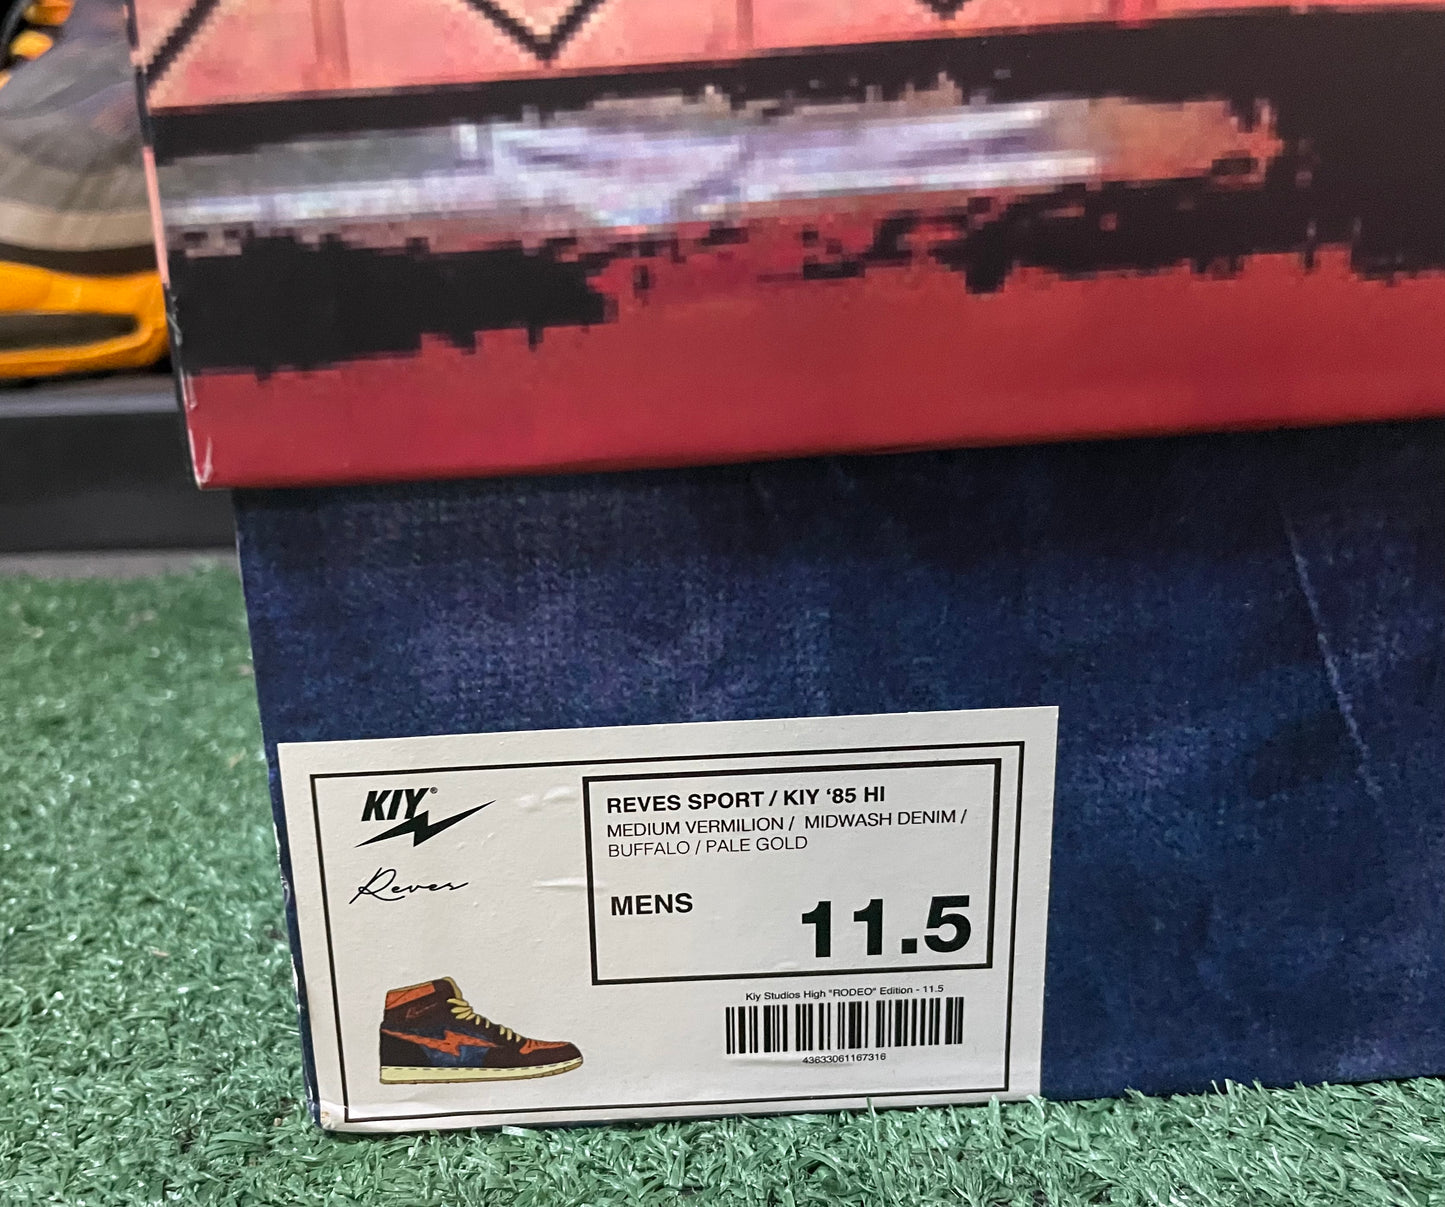 KIY®
Reves
REVES SPORT / KIY ‘85 HI
MEDIUM VERMILION / MIDWASH DENIM /
BUFFALO / PALE GOLD
MENS
11.5
Kiy Studios High "RODEO" Edition - 11.5
43633061167316